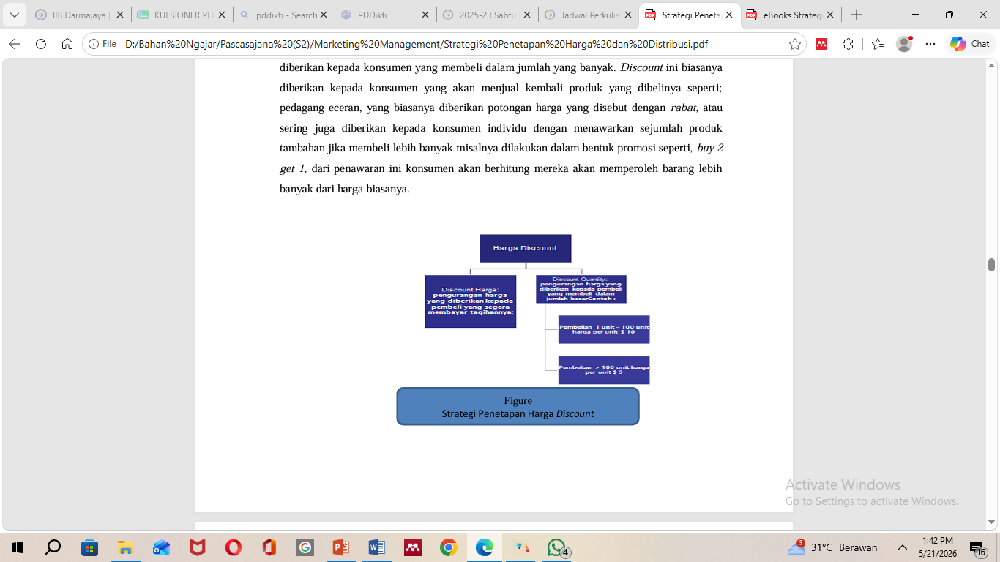 IIB Darmajaya |
KUESIONER PEI
pddikti - Search
PDDikti
2025-2 I Sabtu
Jadwal Perkulia
Strategi Peneta
eBooks Strateg
File D:/Bahan%20Ngajar/Pascasajana%20(S2)/Marketing%20Management/Strategi%20Penetapan%20Harga%20dan%20Distribusi.pdf
Chat
diberikan kepada konsumen yang membeli dalam jumlah yang banyak. Discount ini biasanya
diberikan kepada konsumen yang akan menjual kembali produk yang dibelinya seperti;
pedagang eceran, yang biasanya diberikan potongan harga yang disebut dengan rabat, atau
sering juga diberikan kepada konsumen individu dengan menawarkan sejumlah produk
tambahan jika membeli lebih banyak misalnya dilakukan dalam bentuk promosi seperti, buy 2
get 1, dari penawaran ini konsumen akan berhitung mereka akan memperoleh barang lebih
banyak dari harga biasanya.
Harga Discount
Discount Harga:
pengurangan harga
yang diberikan kepada
pembeli yang segera
membayar tagihannya:
Discount Quantity::
pengurangan harga yang
diberikan kepada pembeli
yang membeli dalam
jumlah besarContoh :
Pembelian 1 unit – 100 unit
harga per unit $ 10
Pembelian > 100 unit harga
per unit $ 9
Figure
Strategi Penetapan Harga Discount
Activate Windows
Go to Settings to activate Windows.
4
3
31°C Berawan
1:42 PM
5/21/2026
16